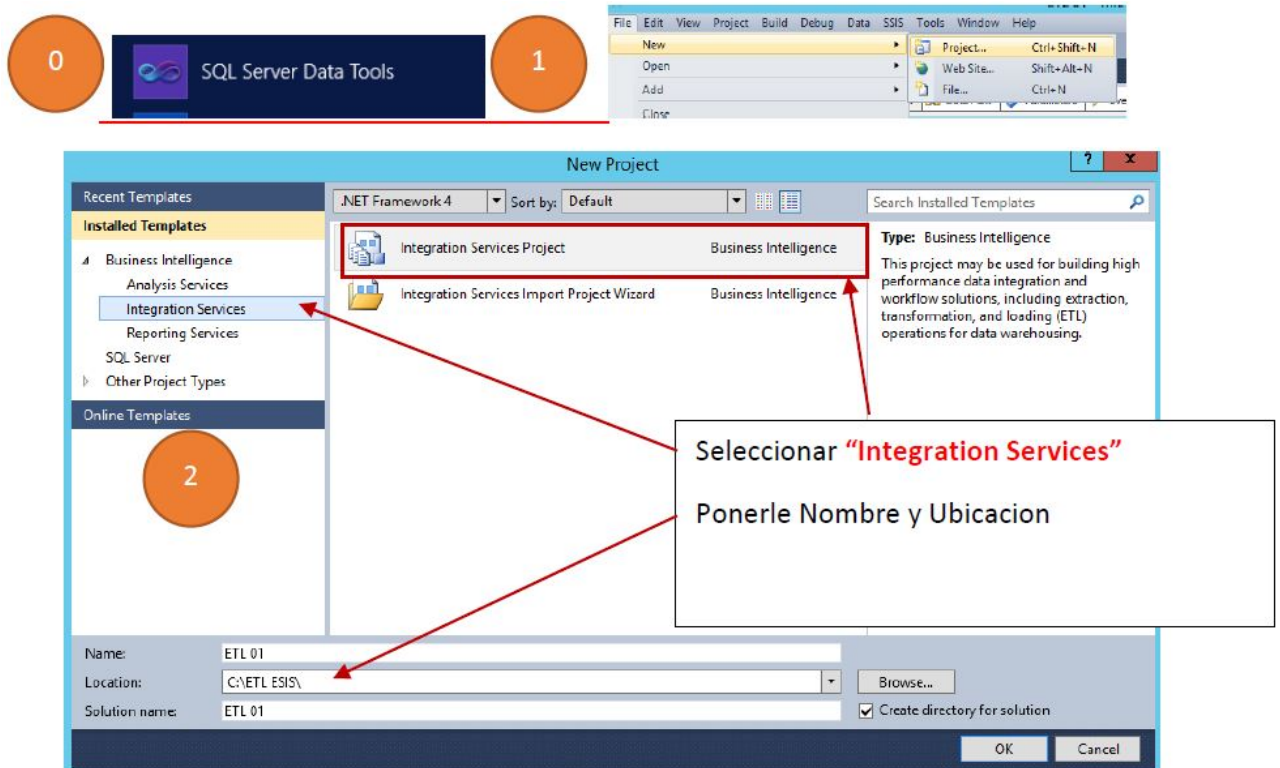 0
SQL Server Data Tools
1
File Edit View Project Build Debug Data SSIS Tools Window Help
New
Project... Ctrl+Shift+N
Open
Web Site... Shift+Alt+N
Add
File... Ctrl+N
Close
New Project
? x
Recent Templates
.NET Framework 4 Sort by: Default
Search Installed Templates
Installed Templates
Business Intelligence
Analysis Services
Integration Services
Reporting Services
SQL Server
Other Project Types
Online Templates
2
Integration Services Project Business Intelligence
Integration Services Import Project Wizard Business Intelligence
Type: Business Intelligence
This project may be used for building high
performance data integration and
workflow solutions, including extraction,
transformation, and loading (ETL)
operations for data warehousing.
Seleccionar “Integration Services”
Ponerle Nombre y Ubicacion
Name: ETL 01
Location: C:\ETL ESIS\ Browse...
Solution name: ETL 01 Create directory for solution
OK Cancel